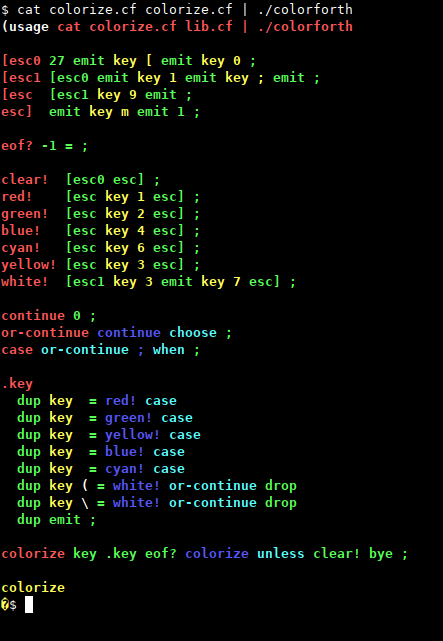 $ cat colorize.cf colorize.cf | ./colorforth
(usage cat colorize.cf lib.cf | ./colorforth
[esc0 27 emit key [ emit key 0 ;
[esc1 [esc0 emit key 1 emit key ; emit ;
[esc  [esc1 key 9 emit ;
esc]  emit key m emit 1 ;
eof? -1 = ;
clear!  [esc0 esc] ;
red!    [esc key 1 esc] ;
green!  [esc key 2 esc] ;
blue!   [esc key 4 esc] ;
cyan!   [esc key 6 esc] ;
yellow! [esc key 3 esc] ;
white!  [esc1 key 3 emit key 7 esc] ;
continue 0 ;
or-continue continue choose ;
case or-continue ; when ;
.key
  dup key  = red! case
  dup key  = green! case
  dup key  = yellow! case
  dup key  = blue! case
  dup key  = cyan! case
  dup key ( = white! or-continue drop
  dup key \ = white! or-continue drop
  dup emit ;
colorize key .key eof? colorize unless clear! bye ;
colorize
�$